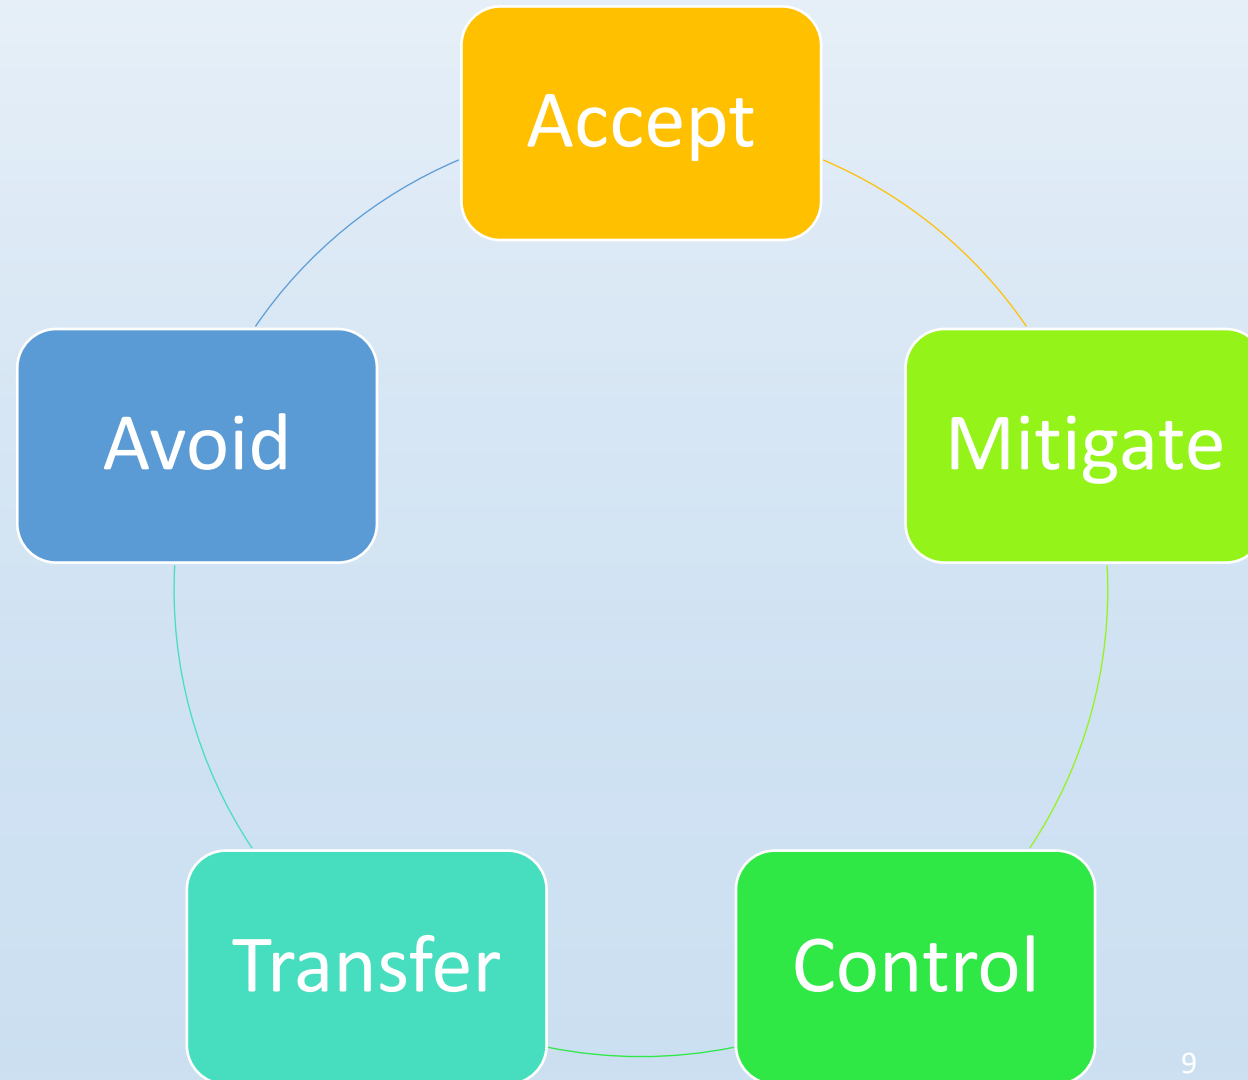 Accept
Avoid
Mitigate
Transfer
Control
9